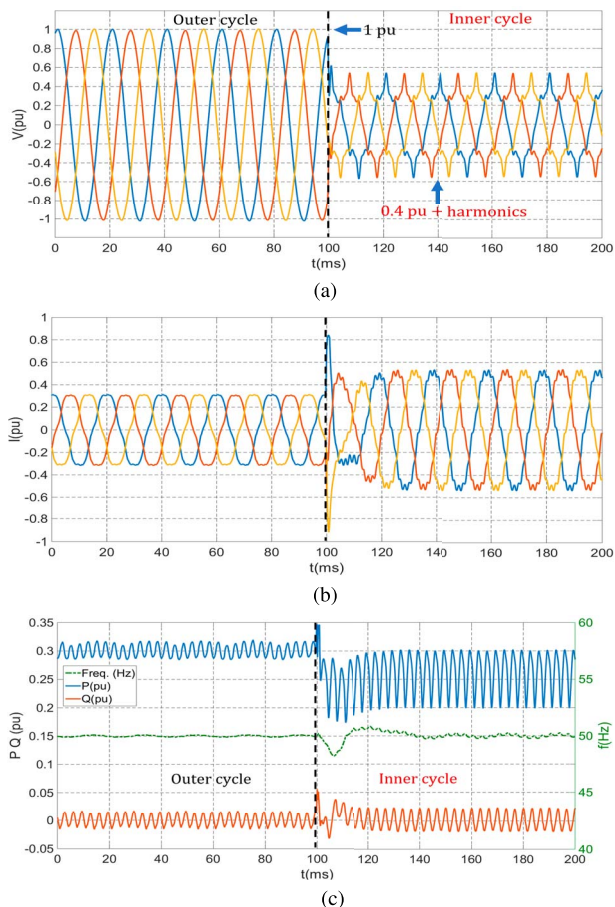 Outer cycle
Inner cycle
1 pu
0.4 pu + harmonics
V(pu)
1
0.8
0.6
0.4
0.2
0
-0.2
-0.4
-0.6
-0.8
-1
0 20 40 60 80 100 120 140 160 180 200
t(ms)
(a)
I(pu)
1
0.8
0.6
0.4
0.2
0
-0.2
-0.4
-0.6
-0.8
-1
0 20 40 60 80 100 120 140 160 180 200
t(ms)
(b)
P Q (pu)
0.35
0.3
0.25
0.2
0.15
0.1
0.05
0
-0.05
Freq. (Hz)
P(pu)
Q(pu)
Outer cycle
Inner cycle
60
55
50
45
40
f(Hz)
0 20 40 60 80 100 120 140 160 180 200
t(ms)
(c)